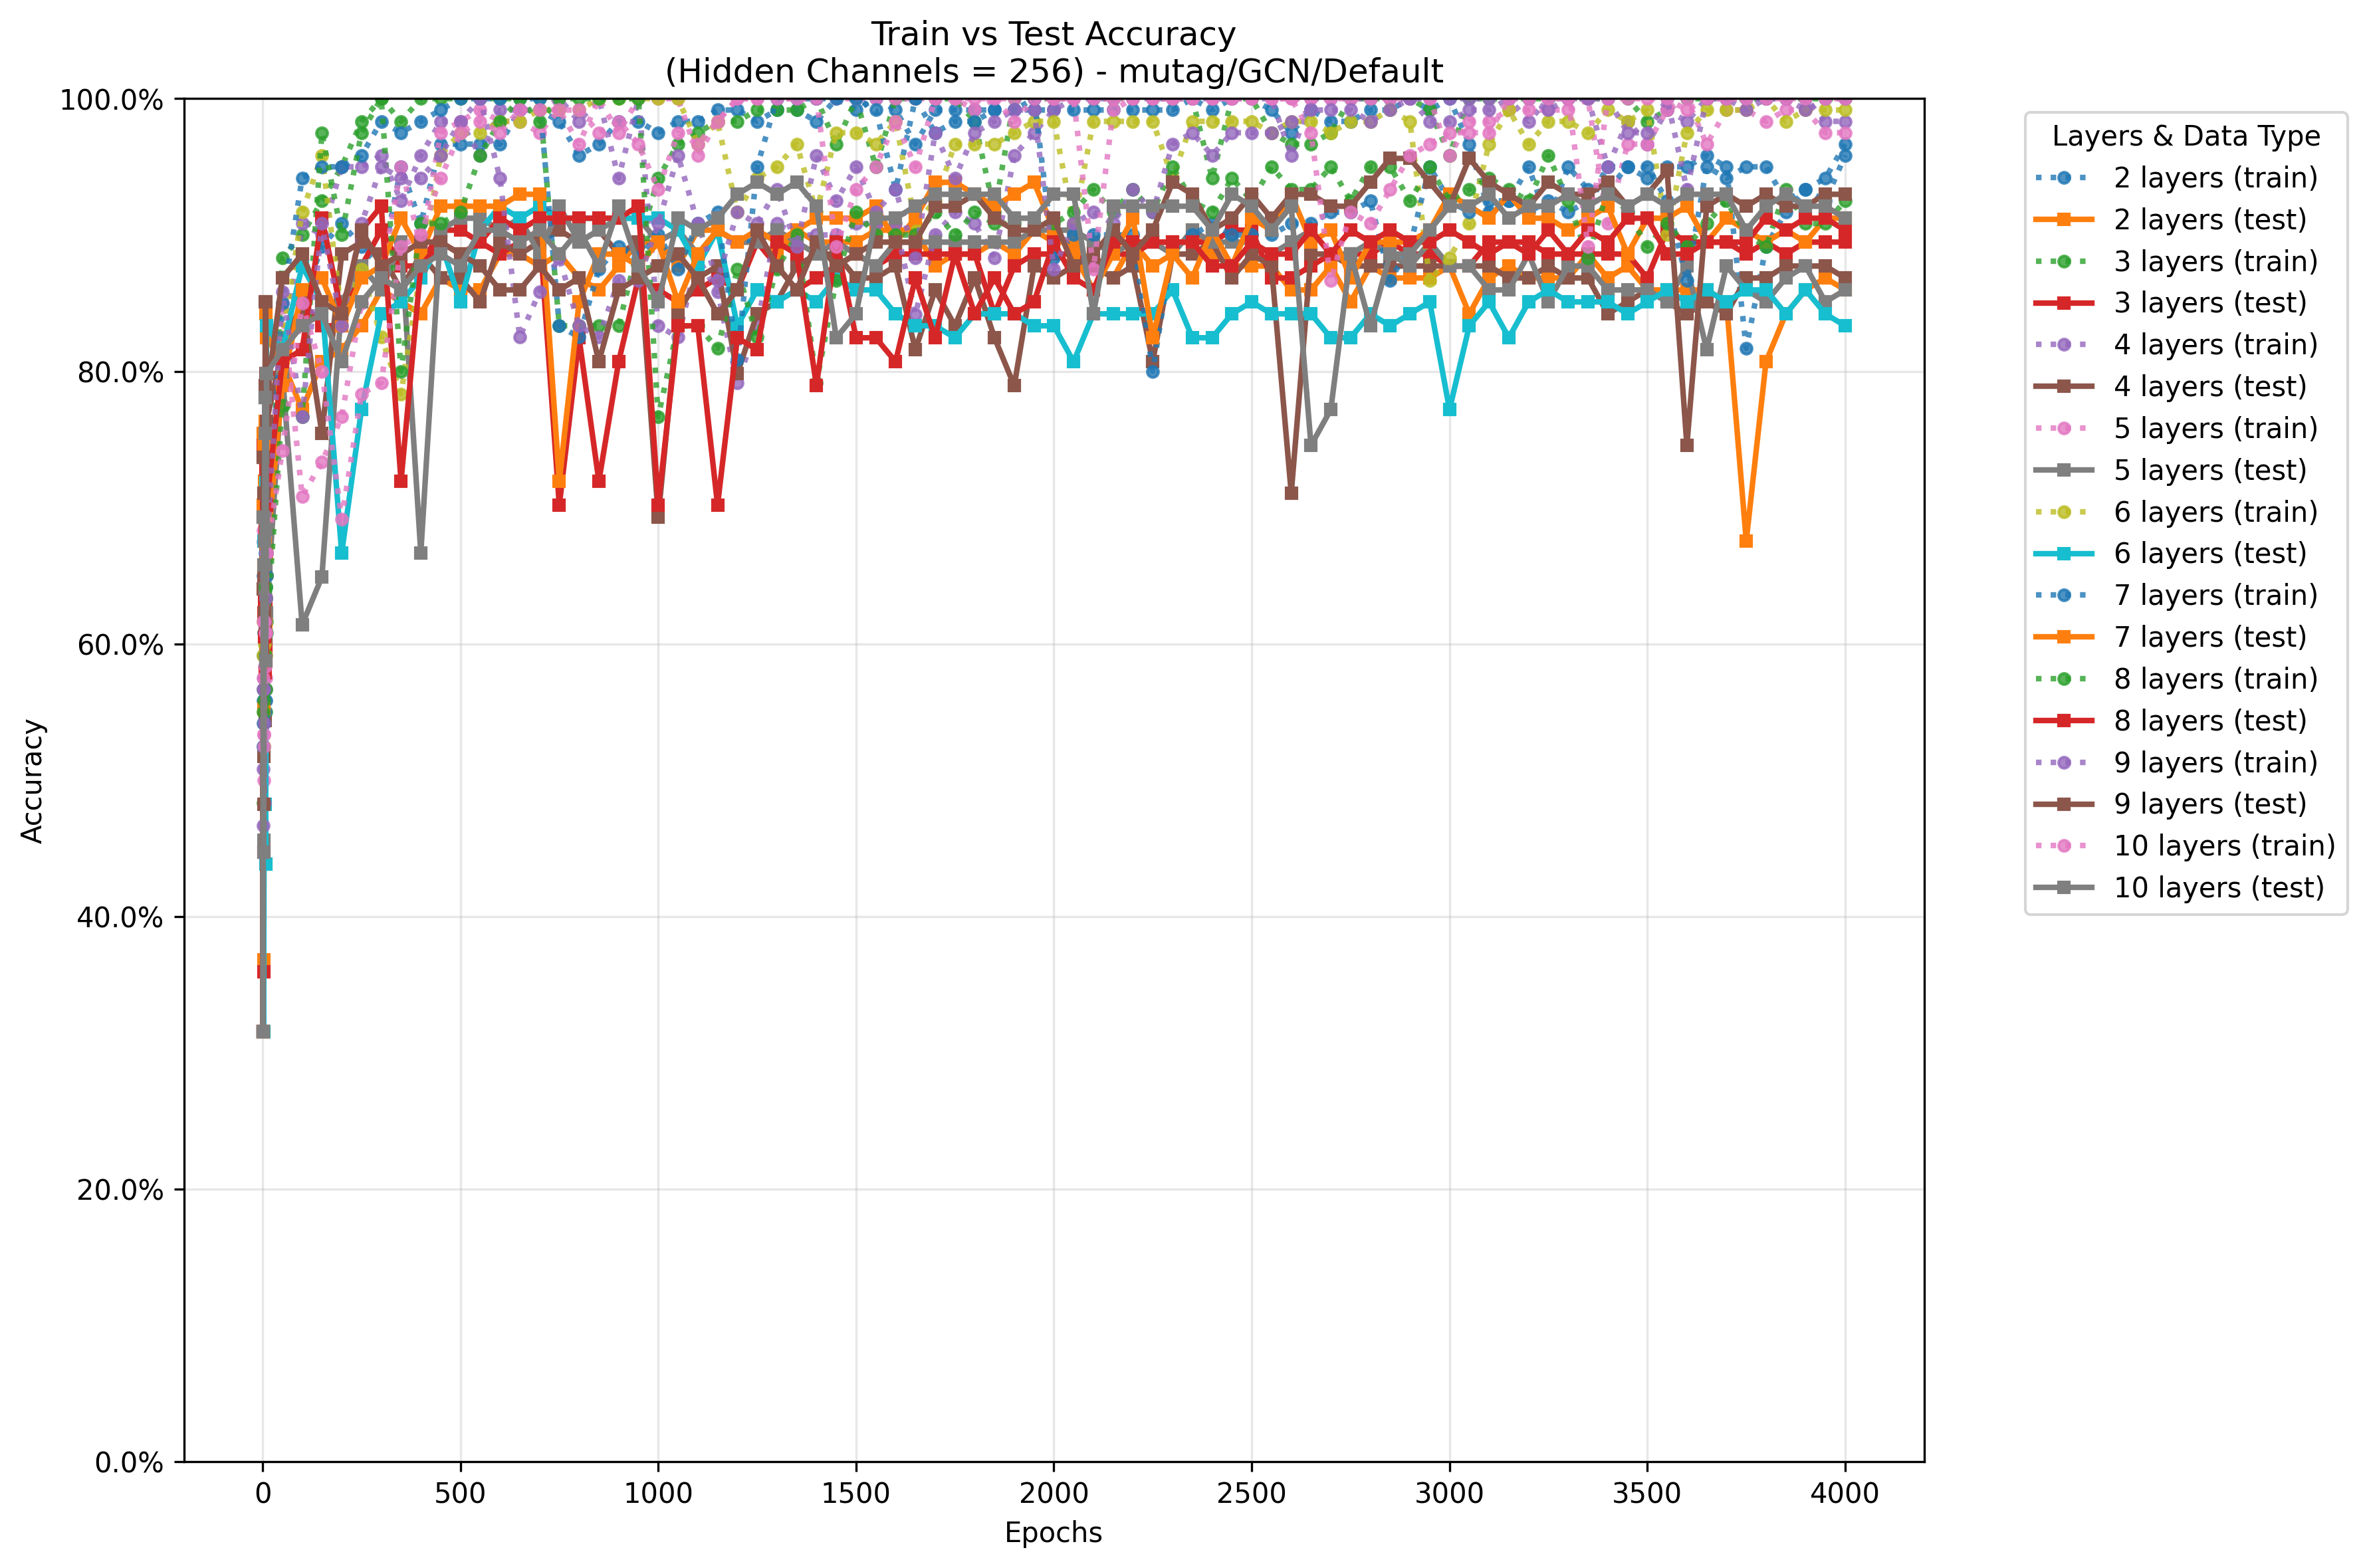 Train vs Test Accuracy
(Hidden Channels = 256) - mutag/GCN/Default
100.0%
80.0%
60.0%
40.0%
20.0%
0.0%
Accuracy
0 500 1000 1500 2000 2500 3000 3500 4000
Epochs
Layers & Data Type
2 layers (train)
2 layers (test)
3 layers (train)
3 layers (test)
4 layers (train)
4 layers (test)
5 layers (train)
5 layers (test)
6 layers (train)
6 layers (test)
7 layers (train)
7 layers (test)
8 layers (train)
8 layers (test)
9 layers (train)
9 layers (test)
10 layers (train)
10 layers (test)